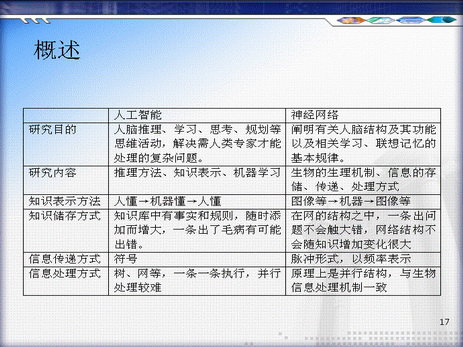 概述
人工智能 神经网络
研究目的 人脑推理、学习、思考、规划等 阐明有关人脑结构及其功能
思维活动，解决需人类专家才能 以及相关学习、联想记忆的
处理的复杂问题。 基本规律。
研究内容 推理方法、知识表示、机器学习 生物的生理机制、信息的存
储、传递、处理方式
知识表示方法 人懂→机器懂→人懂 图像等→机器→图像等
知识储存方式 知识库中有事实和规则，随时添 在网的结构之中，一条出问
加而增大，一条出了毛病有可能 题不会触大错，网络结构不
出错。 会随知识增加变化很大
信息传递方式 符号 脉冲形式，以频率表示
信息处理方式 树、网等，一条一条执行，并行 原理上是并行结构，与生物
处理较难 信息处理机制一致
17